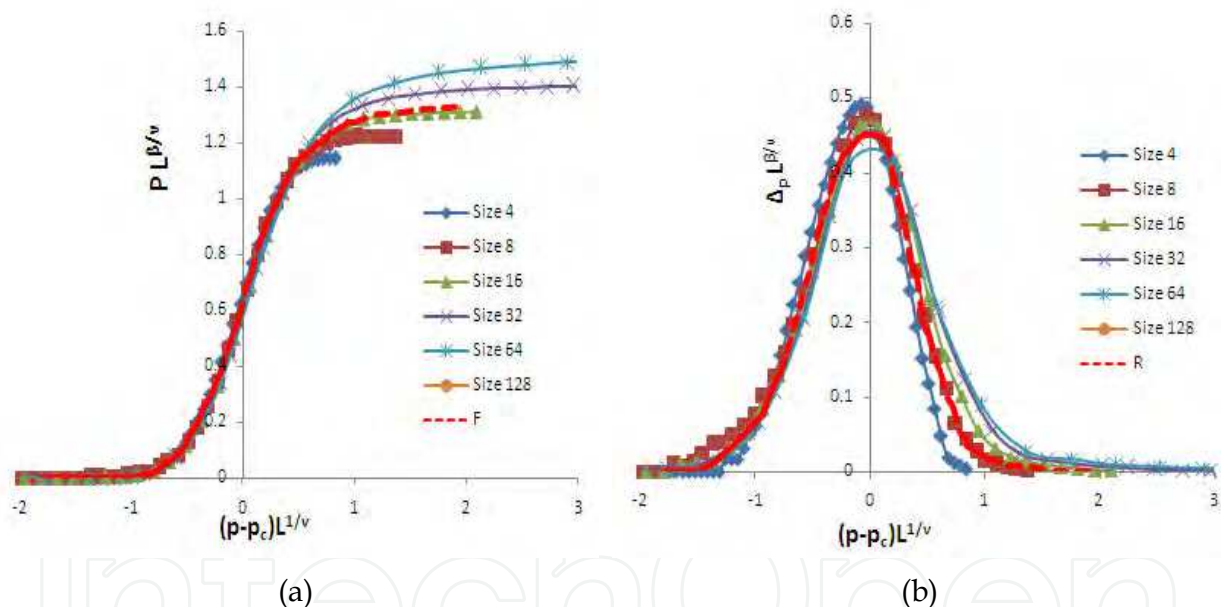 1.6
1.4
1.2
1
0.8
0.6
0.4
0.2
0
-2
-1
0
1
2
3
P L^β/ν
(p-p_c)L^1/ν
Size 4
Size 8
Size 16
Size 32
Size 64
Size 128
F
(a)
0.6
0.5
0.4
0.3
0.2
0.1
0
-2
-1
0
1
2
3
Δ_p L^β/ν
(p-p_c)L^1/ν
Size 4
Size 8
Size 16
Size 32
Size 64
Size 128
R
(b)
IntechOpen